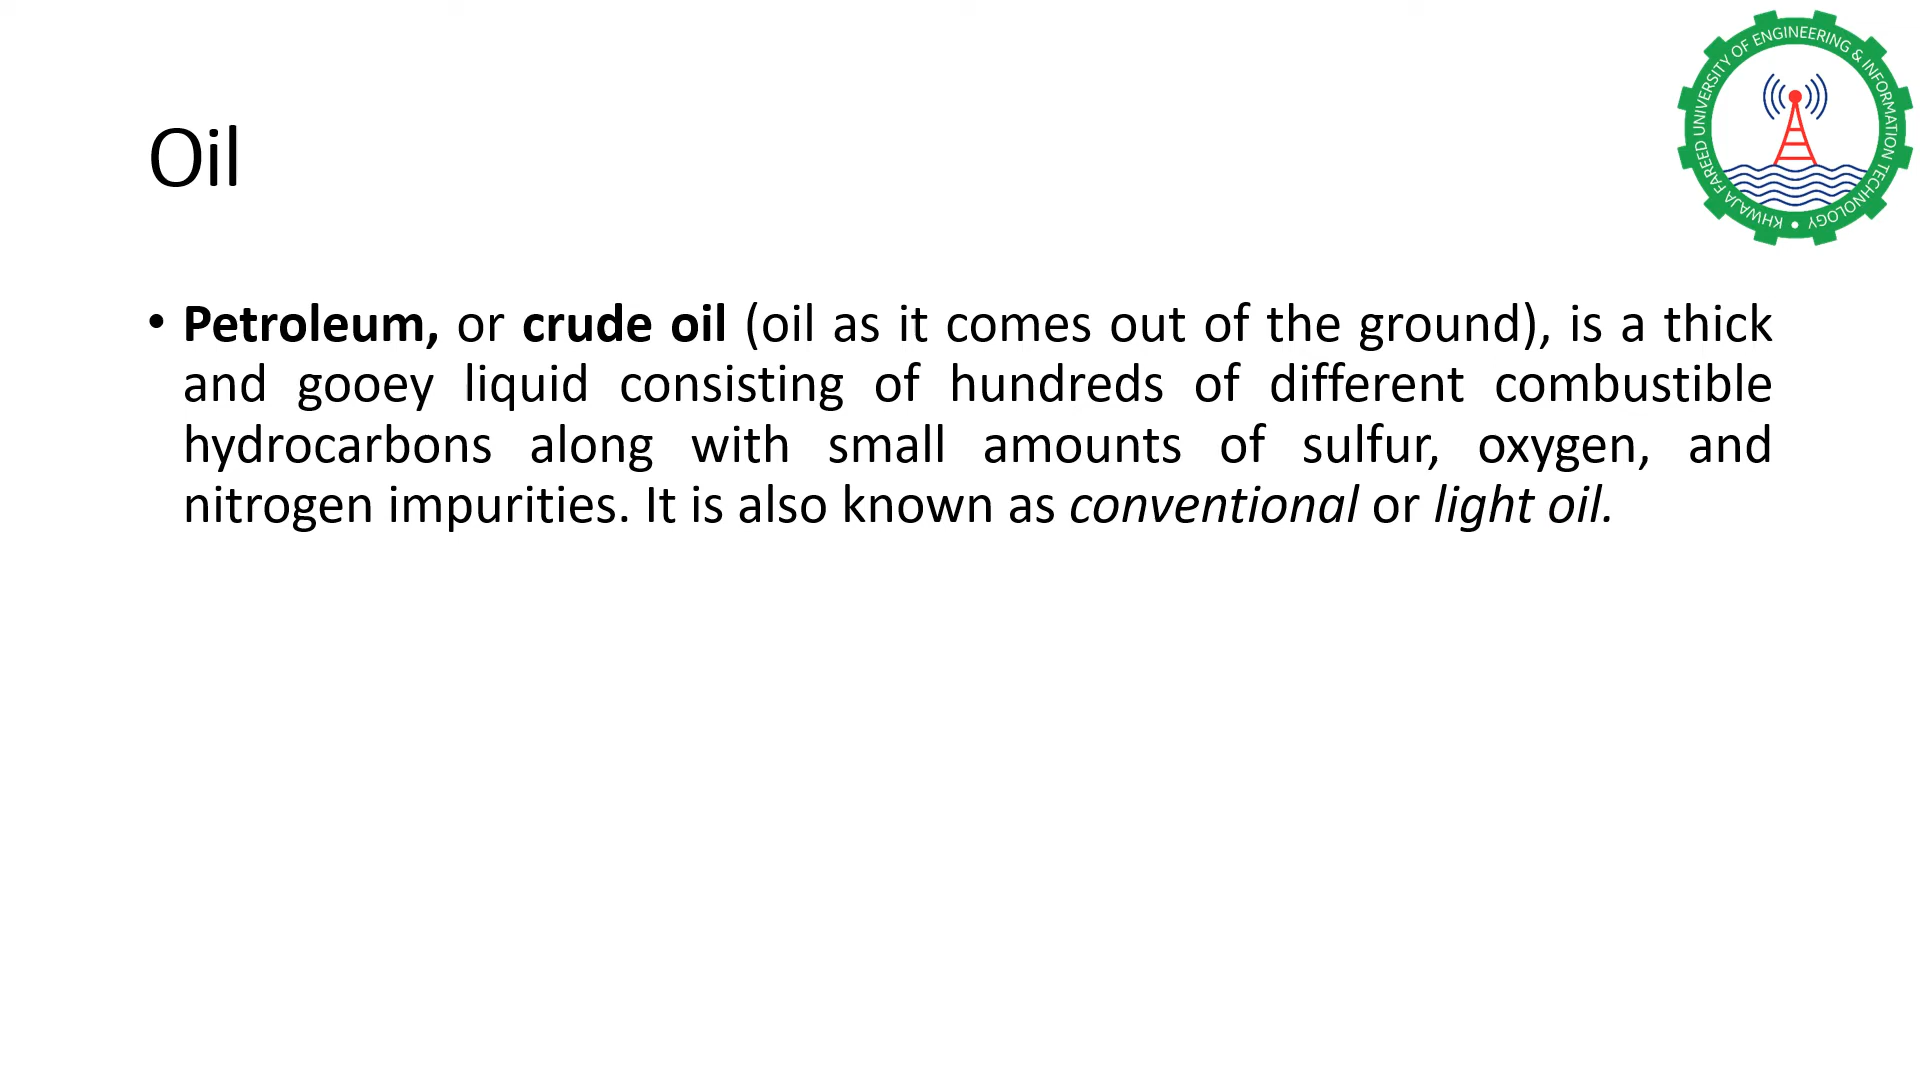 KHWAJA FAREED UNIVERSITY OF ENGINEERING & INFORMATION TECHNOLOGY
Oil
• Petroleum, or crude oil (oil as it comes out of the ground), is a thick
and gooey liquid consisting of hundreds of different combustible
hydrocarbons along with small amounts of sulfur, oxygen, and
nitrogen impurities. It is also known as conventional or light oil.